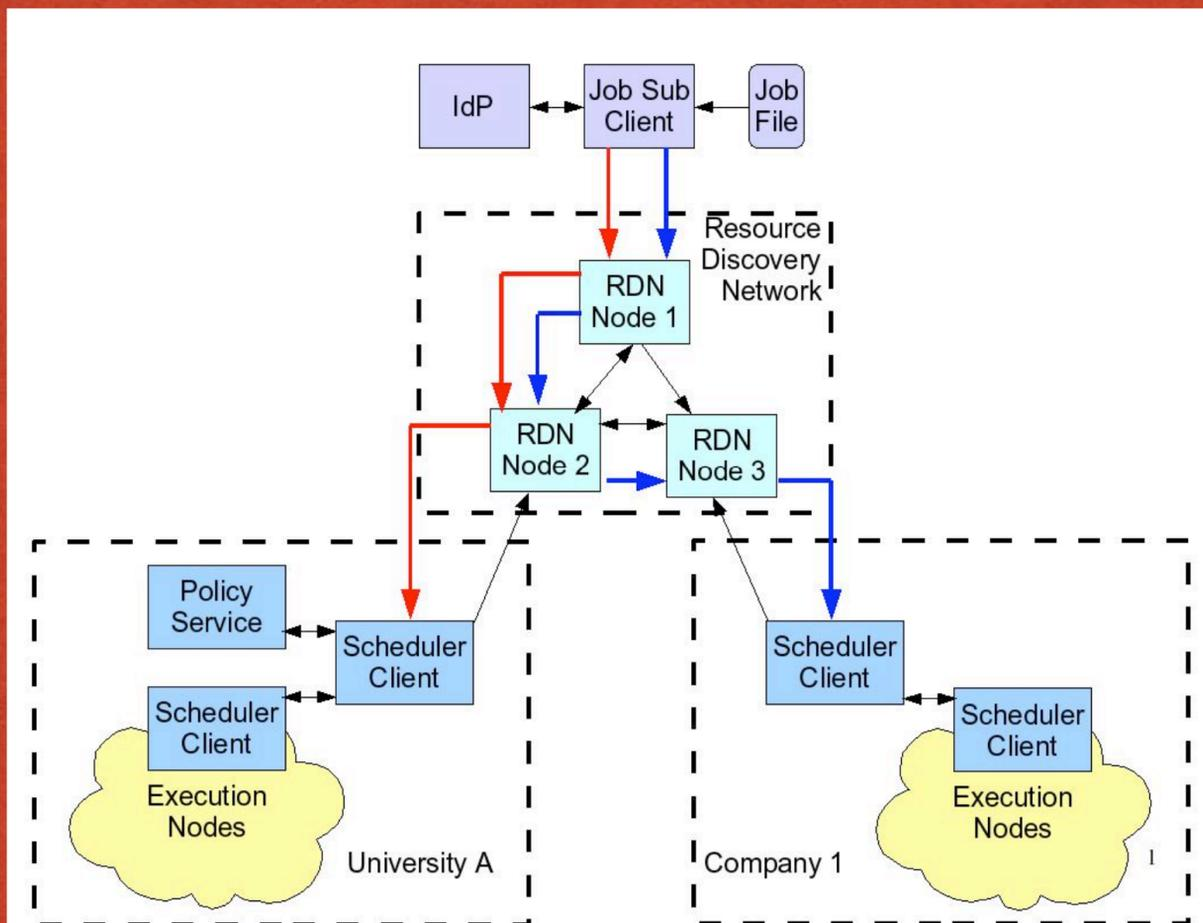 IdP
Job Sub
Client
Job
File
Resource
Discovery
Network
RDN
Node 1
RDN
Node 2
RDN
Node 3
Policy
Service
Scheduler
Client
Scheduler
Client
Execution
Nodes
University A
Scheduler
Client
Scheduler
Client
Execution
Nodes
Company 1
1